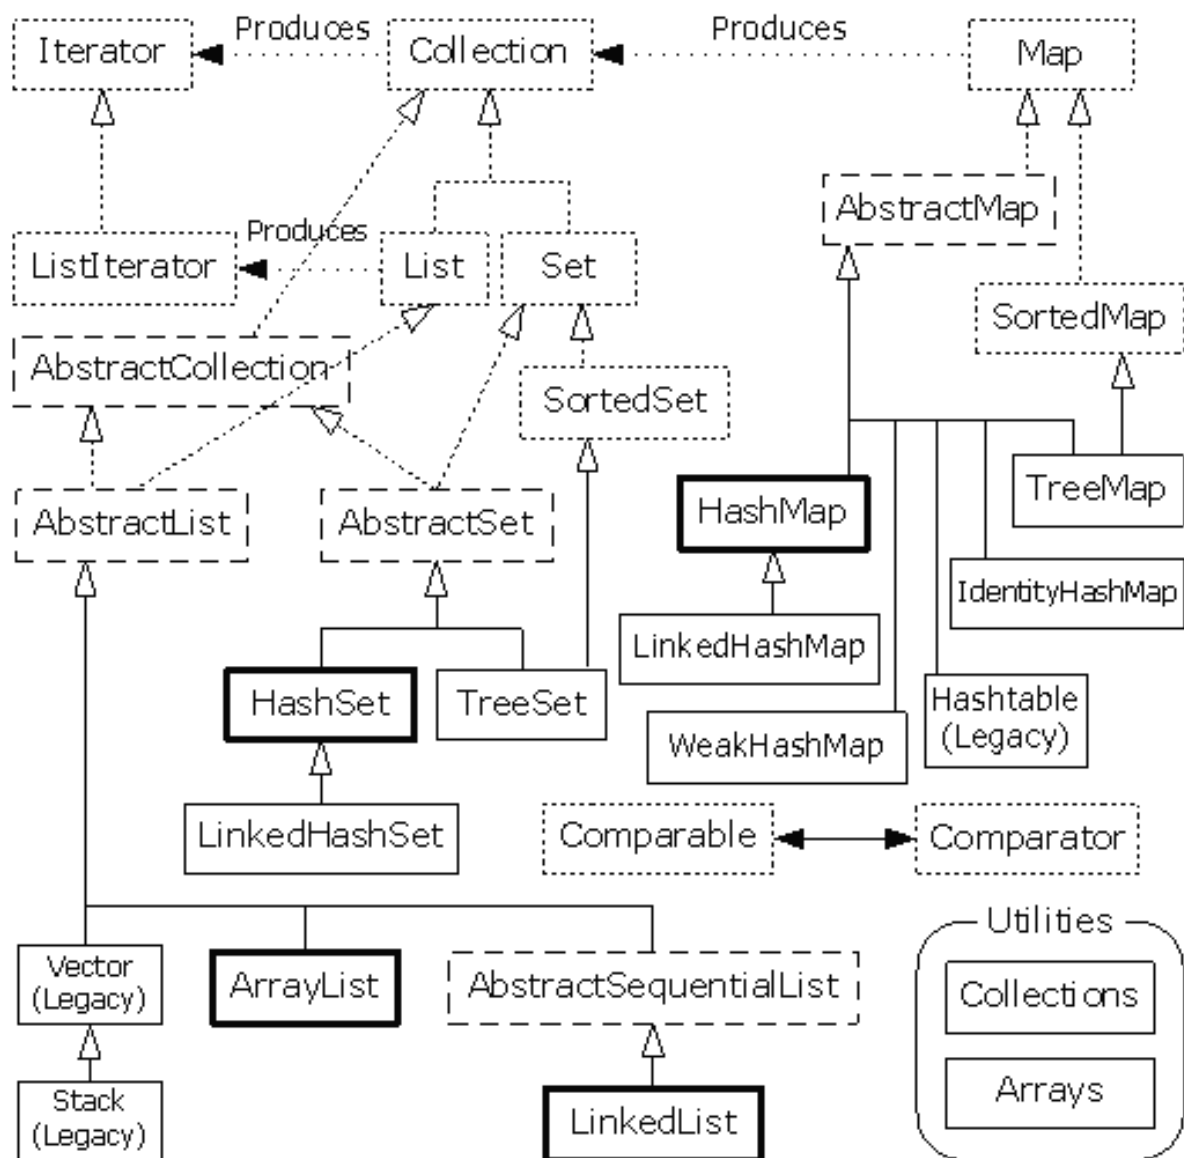 Iterator
Produces
Collection
Produces
Map
AbstractMap
ListIterator
Produces
List
Set
SortedMap
AbstractCollection
SortedSet
AbstractList
AbstractSet
HashMap
TreeMap
IdentityHashMap
LinkedHashMap
HashSet
TreeSet
Hashtable
(Legacy)
WeakHashMap
LinkedHashSet
Comparable
Comparator
Utilities
Vector
(Legacy)
ArrayList
AbstractSequentialList
Collections
Stack
(Legacy)
LinkedList
Arrays